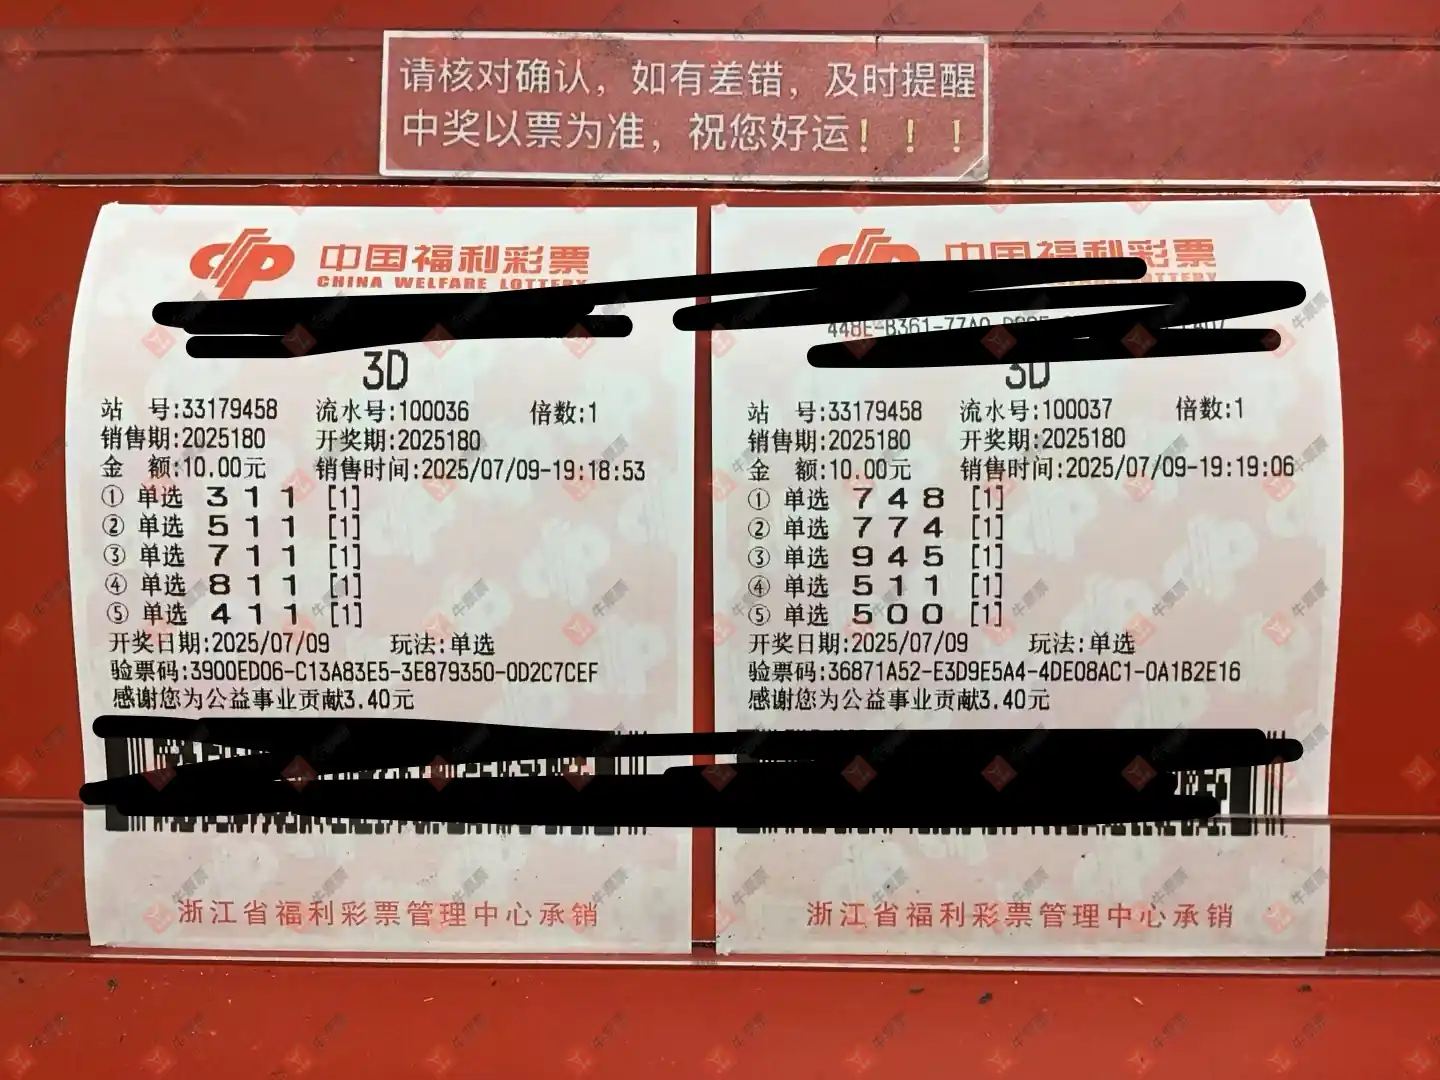 请核对确认，如有差错，及时提醒
中奖以票为准，祝您好运！！！
中国福利彩票
CHINA WELFARE LOTTERY
3D
站 号:33179458 流水号:100036 倍数:1
销售期:2025180 开奖期:2025180
金 额:10.00元 销售时间:2025/07/09-19:18:53
① 单选 3 1 1 [1]
② 单选 5 1 1 [1]
③ 单选 7 1 1 [1]
④ 单选 8 1 1 [1]
⑤ 单选 4 1 1 [1]
开奖日期:2025/07/09 玩法:单选
验票码:3900ED06-C13A83E5-3E879350-0D2C7CEF
感谢您为公益事业贡献3.40元
浙江省福利彩票管理中心承销
中国福利彩票
3D
站 号:33179458 流水号:100037 倍数:1
销售期:2025180 开奖期:2025180
金 额:10.00元 销售时间:2025/07/09-19:19:06
① 单选 7 4 8 [1]
② 单选 7 7 4 [1]
③ 单选 9 4 5 [1]
④ 单选 5 1 1 [1]
⑤ 单选 5 0 0 [1]
开奖日期:2025/07/09 玩法:单选
验票码:36871A52-E3D9E5A4-4DE08AC1-0A1B2E16
感谢您为公益事业贡献3.40元
浙江省福利彩票管理中心承销